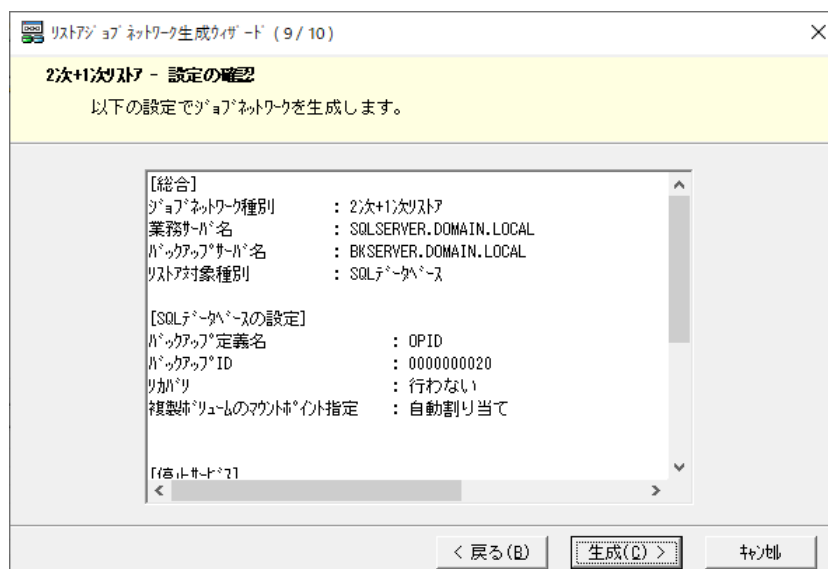 ﾘｽﾄｱｼﾞｮﾌﾞﾈｯﾄﾜｰｸ生成ｳｨｻﾞｰﾄﾞ ( 9 / 10 )
2次+1次ﾘｽﾄｱ - 設定の確認
以下の設定でｼﾞｮﾌﾞﾈｯﾄﾜｰｸを生成します。
[総合]
ｼﾞｮﾌﾞﾈｯﾄﾜｰｸ種別 : 2次+1次ﾘｽﾄｱ
業務ｻｰﾊﾞ名 : SQLSERVER.DOMAIN.LOCAL
ﾊﾞｯｸｱｯﾌﾟｻｰﾊﾞ名 : BKSERVER.DOMAIN.LOCAL
ﾘｽﾄｱ対象種別 : SQLﾃﾞｰﾀﾍﾞｰｽ
[SQLﾃﾞｰﾀﾍﾞｰｽの設定]
ﾊﾞｯｸｱｯﾌﾟ定義名 : OPID
ﾊﾞｯｸｱｯﾌﾟID : 0000000020
ﾘｶﾊﾞﾘ : 行わない
複製ﾎﾞﾘｭｰﾑのﾏｳﾝﾄﾎﾟｲﾝﾄ指定 : 自動割り当て
[停止ｻｰﾋﾞｽ]
< 戻る(B) 生成(C) > ｷｬﾝｾﾙ